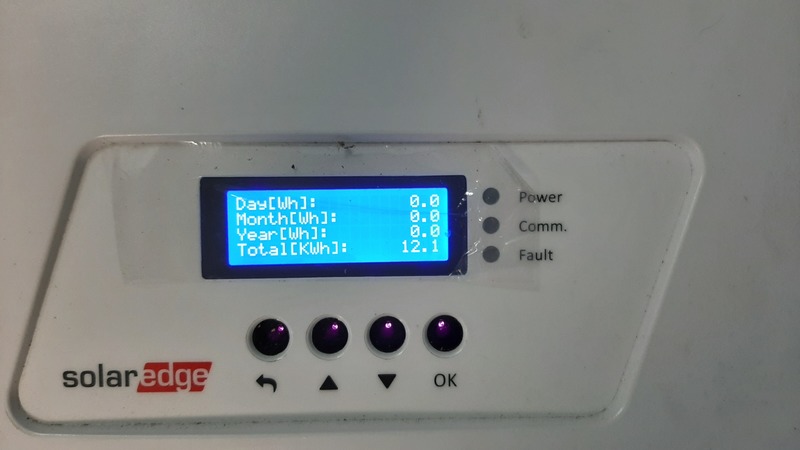 Day[Wh]: 0.0
Month[Wh]: 0.0
Year[Wh]: 0.0
Total[KWh]: 12.1
Power
Comm.
Fault
solaredge
OK